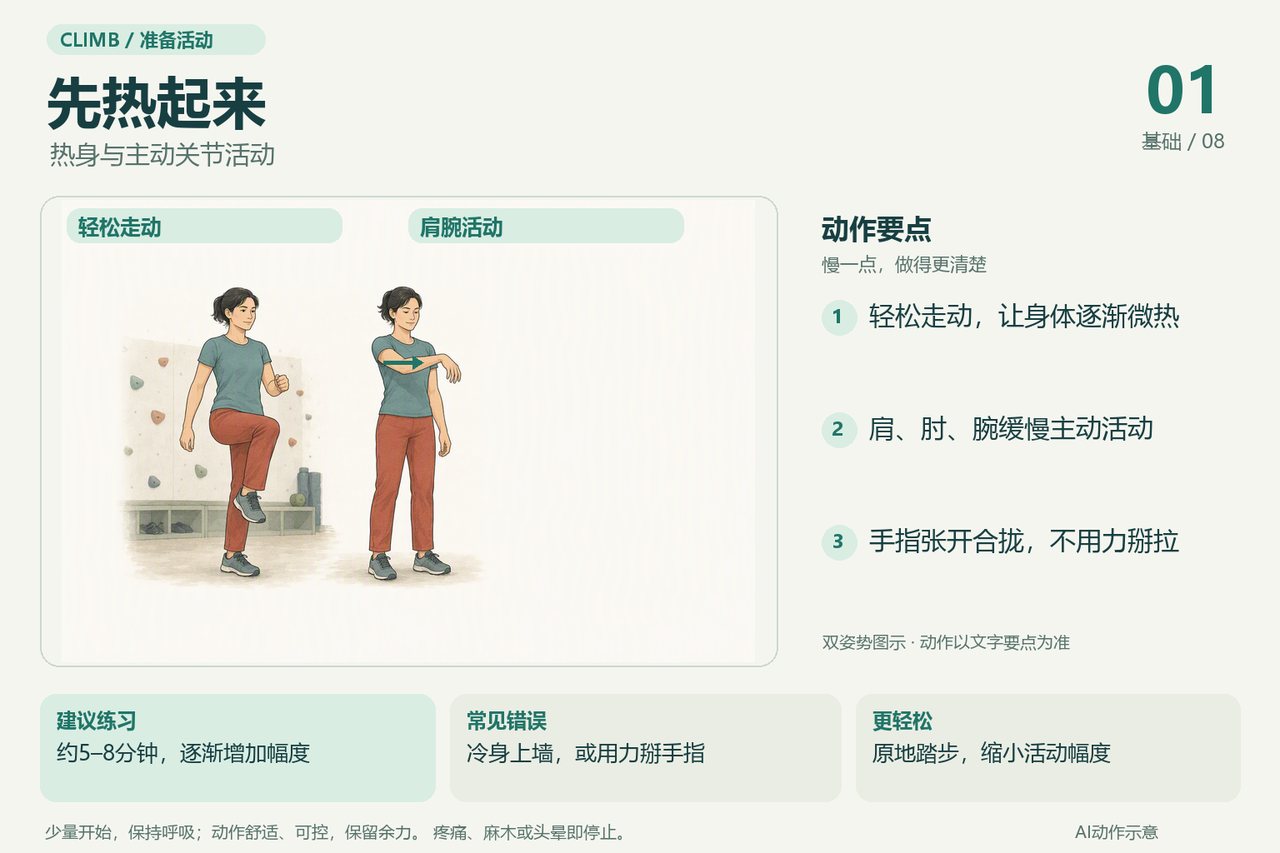 CLIMB / 准备活动
先热起来
热身与主动关节活动
01
基础 / 08
轻松走动
肩腕活动
动作要点
慢一点，做得更清楚
1 轻松走动，让身体逐渐微热
2 肩、肘、腕缓慢主动活动
3 手指张开合拢，不用力掰拉
双姿势图示 · 动作以文字要点为准
建议练习
约5–8分钟，逐渐增加幅度
常见错误
冷身上墙，或用力掰手指
更轻松
原地踏步，缩小活动幅度
少量开始，保持呼吸；动作舒适、可控，保留余力。 疼痛、麻木或头晕即停止。
AI动作示意